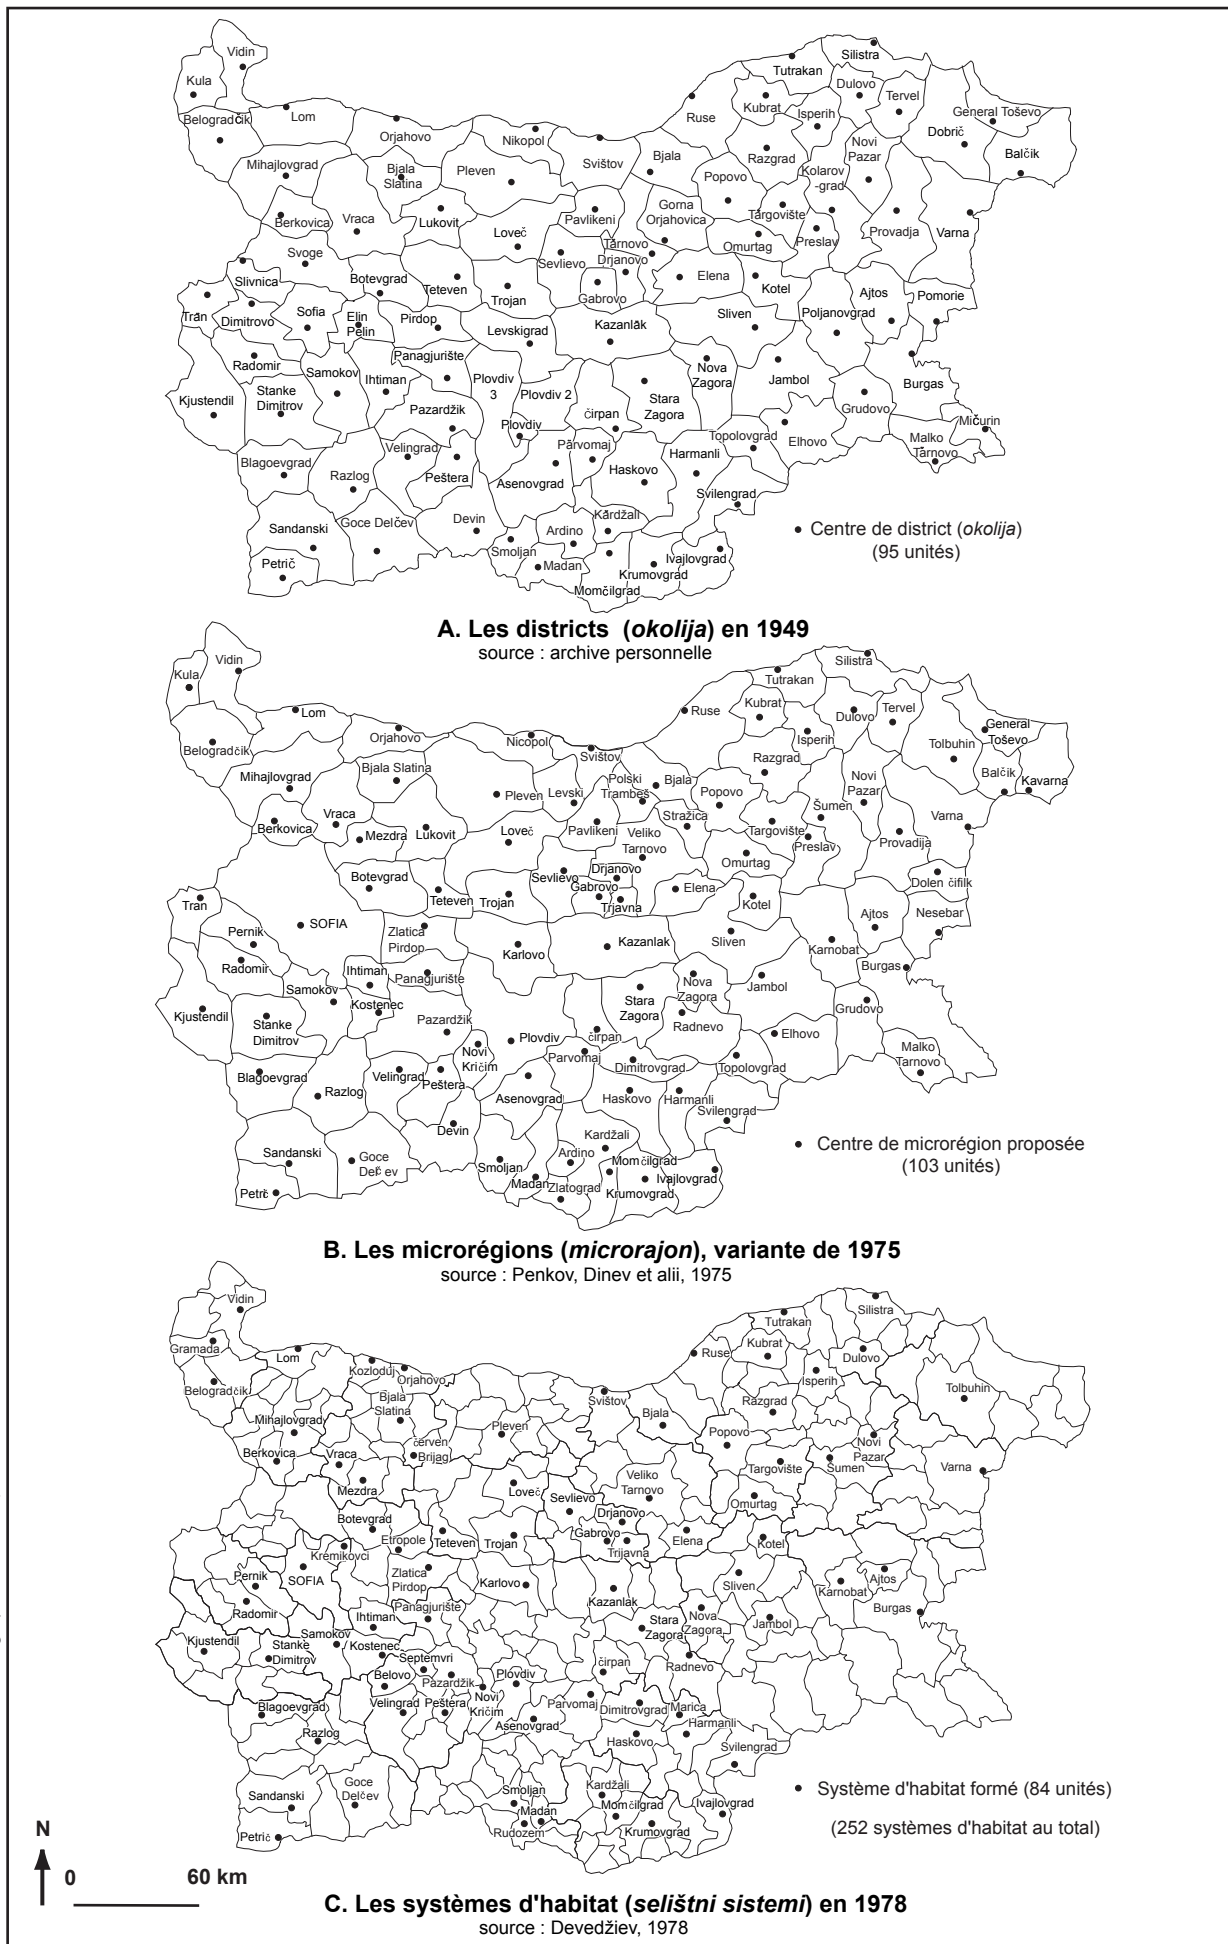 Vidin
Kula
Belogradčik
Lom
Orjahovo
Nikopol
Svištov
Ruse
Tutrakan
Silistra
Kubrat
Dulovo
Isperih
Tervel
General Toševo
Dobrič
Balčik
Mihajlovgrad
Bjala
Slatina
Pleven
Bjala
Razgrad
Novi
Pazar
Kolarov
-grad
Popovo
Berkovica
Vraca
Lukovit
Loveč
Pavlikeni
Gorna
Orjahovica
Tărgovište
Preslav
Provadja
Varna
Omurtag
Svoge
Slivnica
Botevgrad
Teteven
Trojan
Sevlievo
Tărnovo
Drjanovo
Gabrovo
Elena
Kotel
Ajtos
Pomorie
Trăn
Dimitrovo
Sofia
Elin
Pelin
Pirdop
Levskigrad
Kazanlăk
Sliven
Poljanovgrad
Radomir
Samokov
Ihtiman
Panagjurište
Plovdiv
3
Plovdiv 2
Nova
Zagora
Jambol
Burgas
Kjustendil
Stanke
Dimitrov
Pazardžik
Plovdiv
čirpan
Stara
Zagora
Grudovo
Mičurin
Elhovo
Malko
Tărnovo
Topolovgrad
Blagoevgrad
Razlog
Velingrad
Peštera
Asenovgrad
Părvomaj
Haskovo
Harmanli
Svilengrad
Sandanski
Goce Delčev
Devin
Smoljan
Ardino
Kărdžali
Petrič
Madan
Momčilgrad
Krumovgrad
Ivajlovgrad
Centre de district (okolija)
(95 unités)
A. Les districts (okolija) en 1949
source : archive personnelle
Vidin
Kula
Belogradčik
Lom
Orjahovo
Nicopol
Svištov
Ruse
Tutrakan
Silistra
Kubrat
Dulovo
Tervel
Isperih
General
Toševo
Tolbuhin
Balčik
Kavarna
Mihajlovgrad
Bjala Slatina
Pleven
Levski
Polski
Trambeš
Bjala
Razgrad
Popovo
Novi
Pazar
Šumen
Varna
Berkovica
Vraca
Mezdra
Lukovit
Loveč
Pavlikeni
Veliko
Tarnovo
Stražica
Targovište
Preslav
Provadija
Omurtag
Dolen čiflik
Botevgrad
Teteven
Trojan
Sevlievo
Drjanovo
Gabrovo
Trjavna
Elena
Kotel
Ajtos
Nesebar
Tran
Pernik
SOFIA
Zlatica
Pirdop
Karlovo
Kazanlak
Sliven
Karnobat
Burgas
Radomir
Samokov
Ihtiman
Kostenec
Panagjurište
Nova
Zagora
Jambol
Kjustendil
Stanke
Dimitrov
Pazardžik
Plovdiv
čirpan
Stara
Zagora
Radnevo
Grudovo
Elhovo
Malko
Tarnovo
Blagoevgrad
Razlog
Velingrad
Peštera
Novi
Kričim
Asenovgrad
Parvomaj
Dimitrovgrad
Topolovgrad
Haskovo
Harmanli
Svilengrad
Sandanski
Goce
Delčev
Devin
Smoljan
Madan
Ardino
Zlatograd
Kardžali
Momčilgrad
Krumovgrad
Ivajlovgrad
Petrič
Centre de microrégion proposée
(103 unités)
B. Les microrégions (microrajon), variante de 1975
source : Penkov, Dinev et alii, 1975
Vidin
Gramada
Belogradčik
Lom
Kozloduj
Orjahovo
Svištov
Ruse
Tutrakan
Silistra
Kubrat
Dulovo
Isperih
Tolbuhin
Mihajlovgrad
Bjala
Slatina
Pleven
Bjala
Razgrad
Popovo
Novi
Pazar
Šumen
Varna
Berkovica
Vraca
červen
Brijag
Mezdra
Loveč
Sevlievo
Veliko
Tarnovo
Targovište
Omurtag
Botevgrad
Etropole
Teteven
Trojan
Drjanovo
Gabrovo
Trijavna
Elena
Kotel
Kremikovci
SOFIA
Pernik
Radomir
Zlatica
Pirdop
Karlovo
Kazanlak
Sliven
Karnobat
Ajtos
Burgas
Ihtiman
Panagjurište
Stara
Zagora
Nova
Zagora
Jambol
Kjustendil
Stanke
Dimitrov
Samokov
Kostenec
Septemvri
Belovo
Pazardžik
Plovdiv
čirpan
Radnevo
Blagoevgrad
Razlog
Velingrad
Peštera
Novi
Kričim
Asenovgrad
Parvomaj
Dimitrovgrad
Marica
Harmanli
Haskovo
Svilengrad
Sandanski
Goce
Delčev
Smoljan
Madan
Rudozem
Kardžali
Momčilgrad
Krumovgrad
Ivajlovgrad
Petrič
Système d'habitat formé (84 unités)
(252 systèmes d'habitat au total)
N
0 60 km
C. Les systèmes d'habitat (selištni sistemi) en 1978
source : Devedžiev, 1978